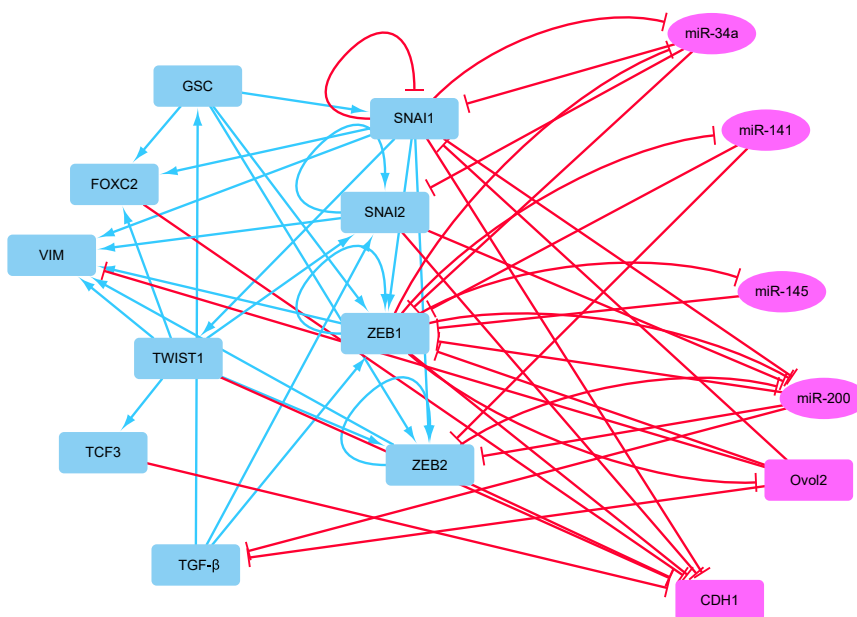 miR-34a
GSC
SNAI1
miR-141
FOXC2
SNAI2
VIM
miR-145
ZEB1
TWIST1
miR-200
TCF3
ZEB2
Ovol2
TGF-β
CDH1